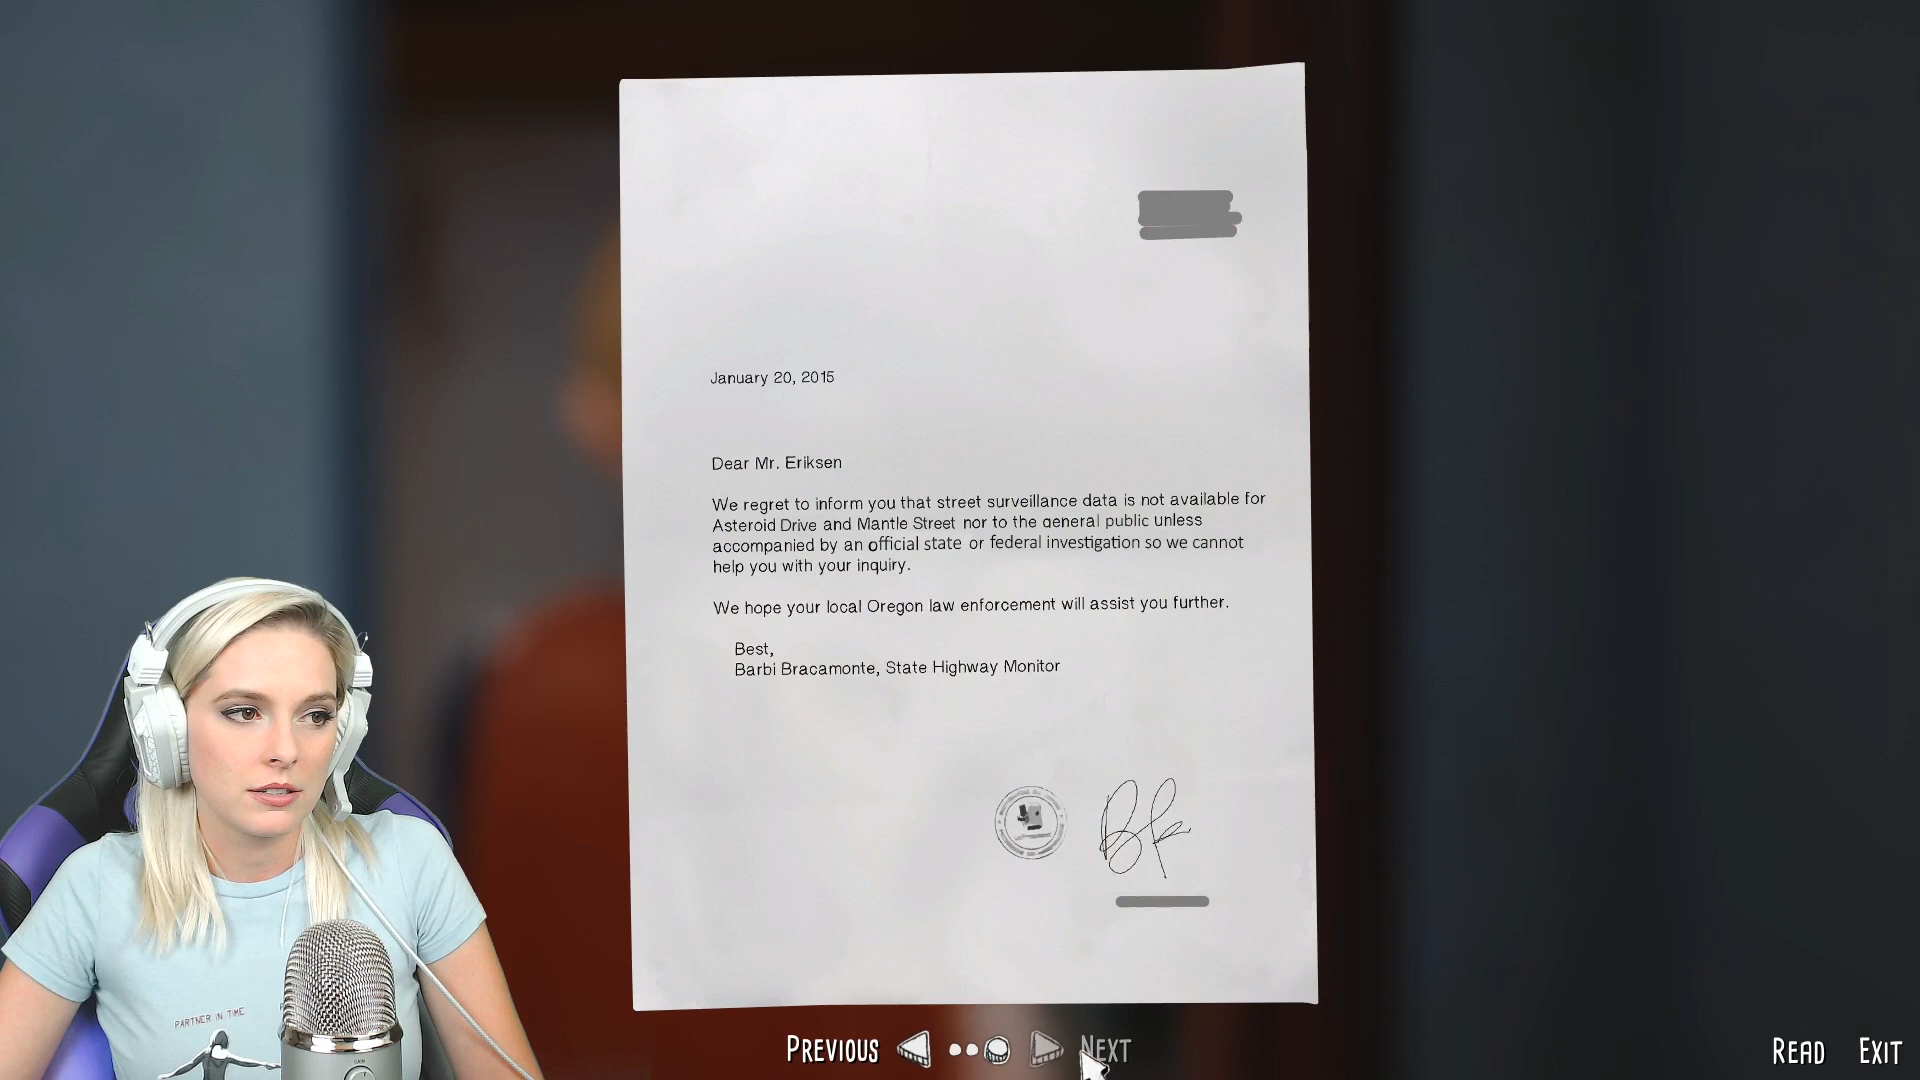 January 20, 2015
Dear Mr. Eriksen
We regret to inform you that street surveillance data is not available for
Asteroid Drive and Mantle Street nor to the general public unless
accompanied by an official state or federal investigation so we cannot
help you with your inquiry.
We hope your local Oregon law enforcement will assist you further.
Best,
Barbi Bracamonte, State Highway Monitor
PARTNER IN TIME
GAIN
PREVIOUS
NEXT
READ
EXIT